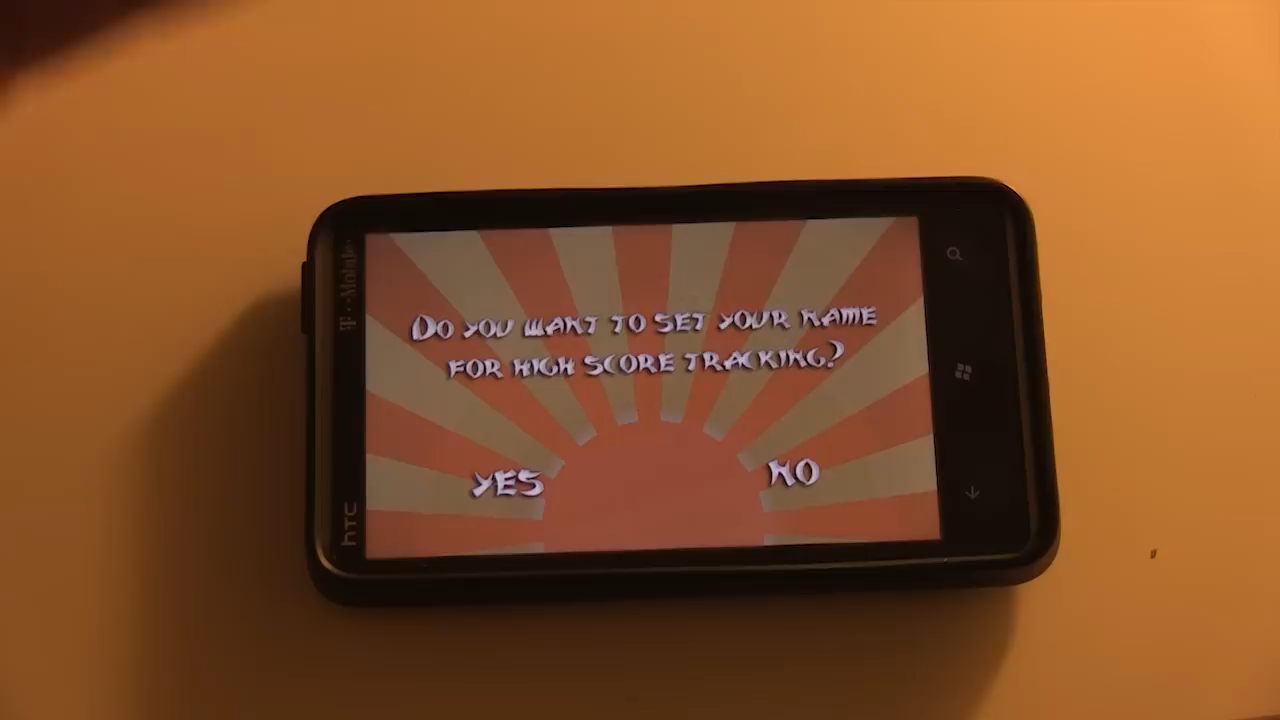 Do you want to set your name
for high score tracking?
Yes
No
T··Mobile
hTC